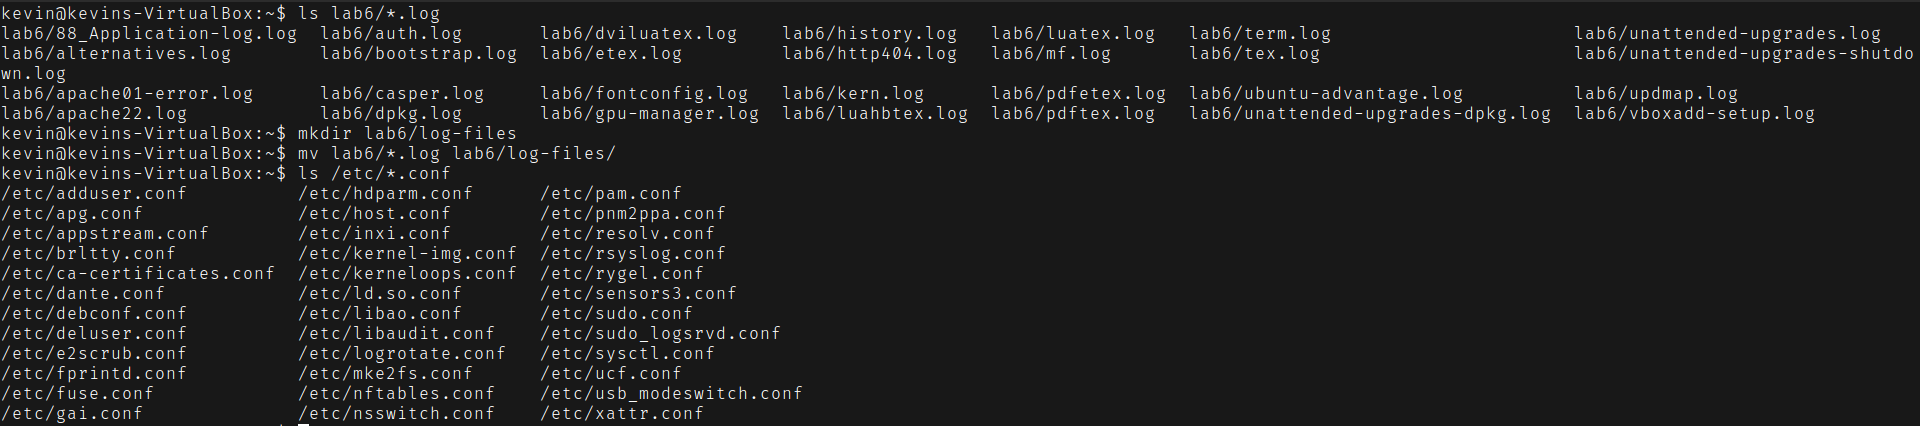 kevin@kevins-VirtualBox:~$ ls lab6/*.log
lab6/88_Application-log.log  lab6/auth.log       lab6/dviluatex.log    lab6/history.log   lab6/luatex.log   lab6/term.log                      lab6/unattended-upgrades.log
lab6/alternatives.log        lab6/bootstrap.log  lab6/etex.log         lab6/http404.log   lab6/mf.log       lab6/tex.log                       lab6/unattended-upgrades-shutdo
wn.log
lab6/apache01-error.log      lab6/casper.log     lab6/fontconfig.log   lab6/kern.log      lab6/pdfetex.log  lab6/ubuntu-advantage.log          lab6/updmap.log
lab6/apache22.log            lab6/dpkg.log       lab6/gpu-manager.log  lab6/luahbtex.log  lab6/pdftex.log   lab6/unattended-upgrades-dpkg.log  lab6/vboxadd-setup.log
kevin@kevins-VirtualBox:~$ mkdir lab6/log-files
kevin@kevins-VirtualBox:~$ mv lab6/*.log lab6/log-files/
kevin@kevins-VirtualBox:~$ ls /etc/*.conf
/etc/adduser.conf          /etc/hdparm.conf      /etc/pam.conf
/etc/apg.conf              /etc/host.conf        /etc/pnm2ppa.conf
/etc/appstream.conf        /etc/inxi.conf        /etc/resolv.conf
/etc/brltty.conf           /etc/kernel-img.conf  /etc/rsyslog.conf
/etc/ca-certificates.conf  /etc/kerneloops.conf  /etc/rygel.conf
/etc/dante.conf            /etc/ld.so.conf       /etc/sensors3.conf
/etc/debconf.conf          /etc/libao.conf       /etc/sudo.conf
/etc/deluser.conf          /etc/libaudit.conf    /etc/sudo_logsrvd.conf
/etc/e2scrub.conf          /etc/logrotate.conf   /etc/sysctl.conf
/etc/fprintd.conf          /etc/mke2fs.conf      /etc/ucf.conf
/etc/fuse.conf             /etc/nftables.conf    /etc/usb_modeswitch.conf
/etc/gai.conf              /etc/nsswitch.conf    /etc/xattr.conf